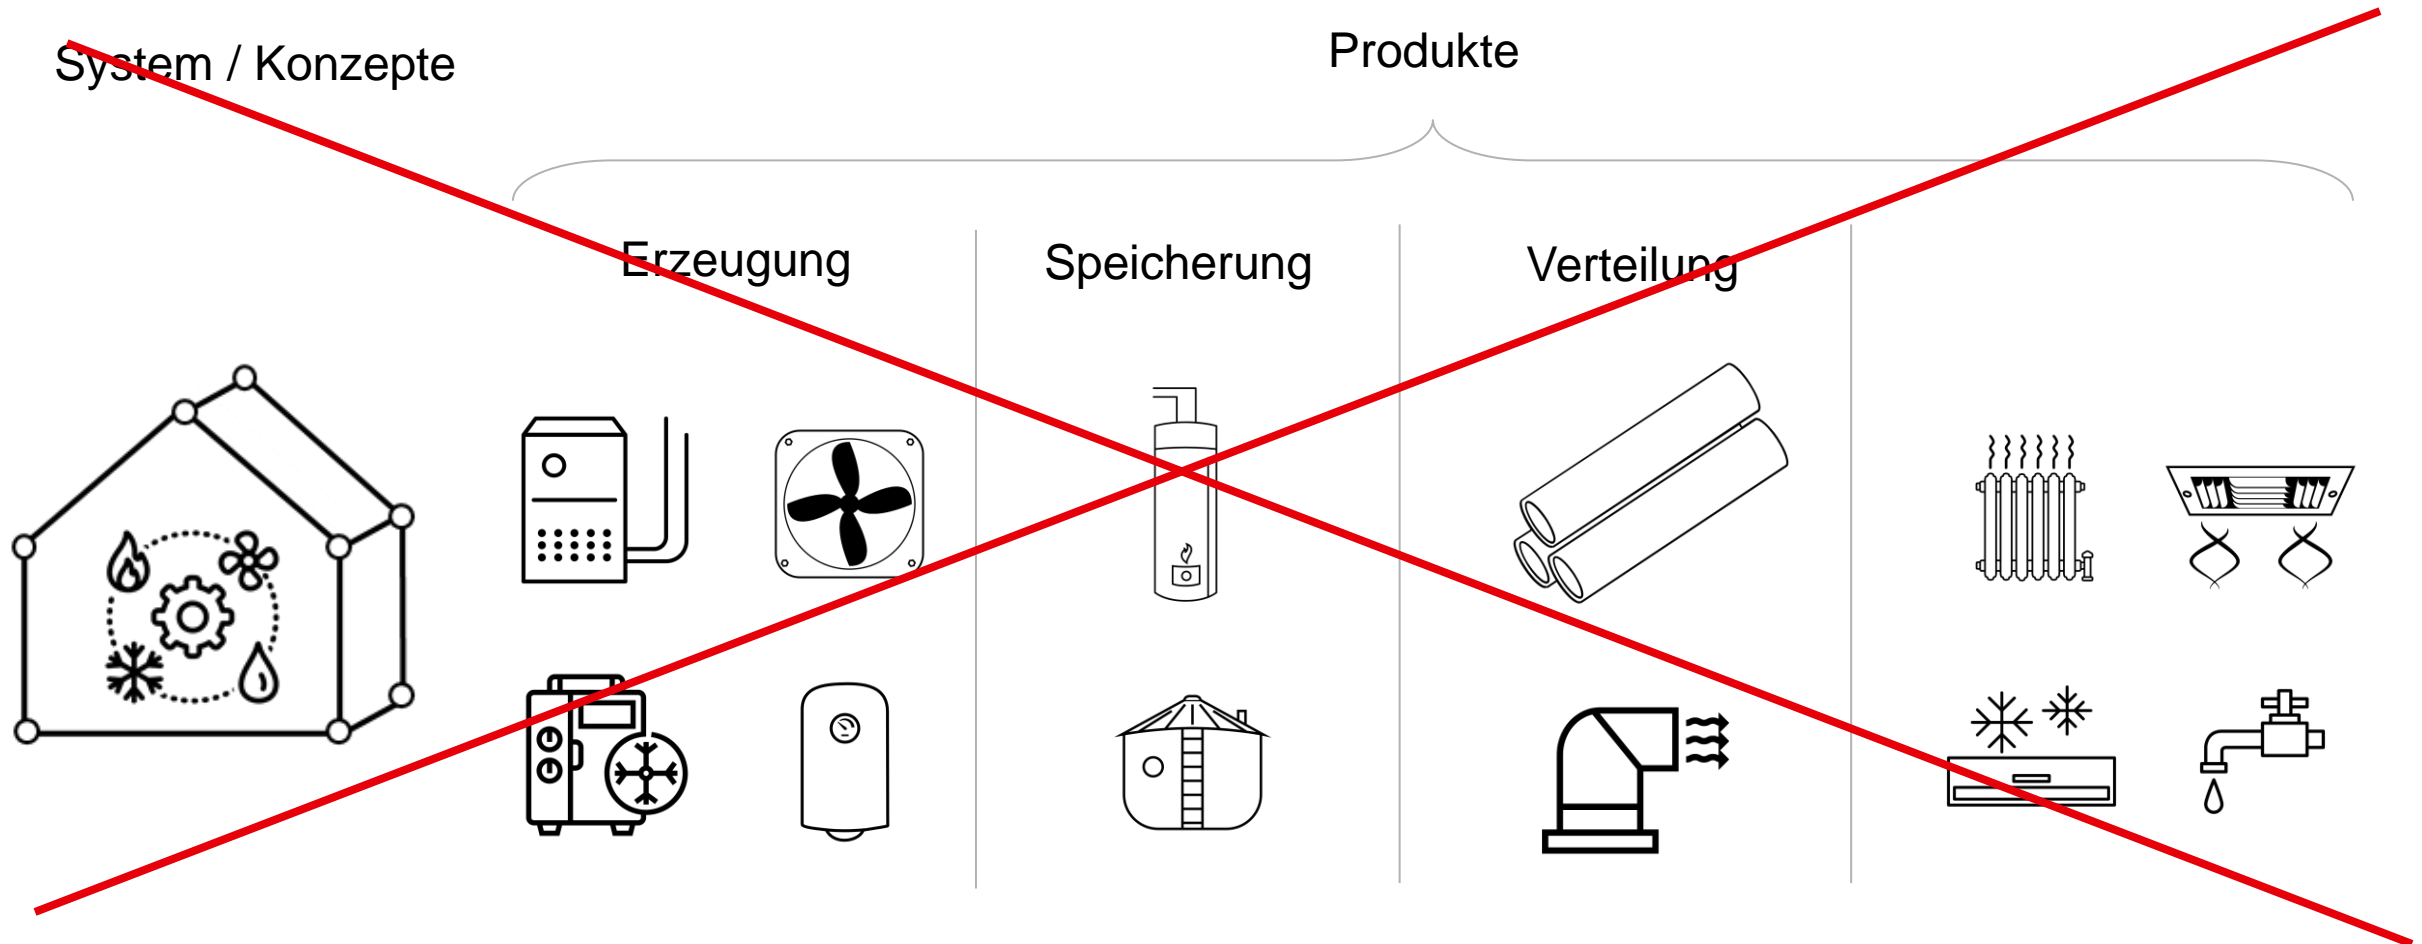 System / Konzepte
Produkte
Erzeugung
Speicherung
Verteilung